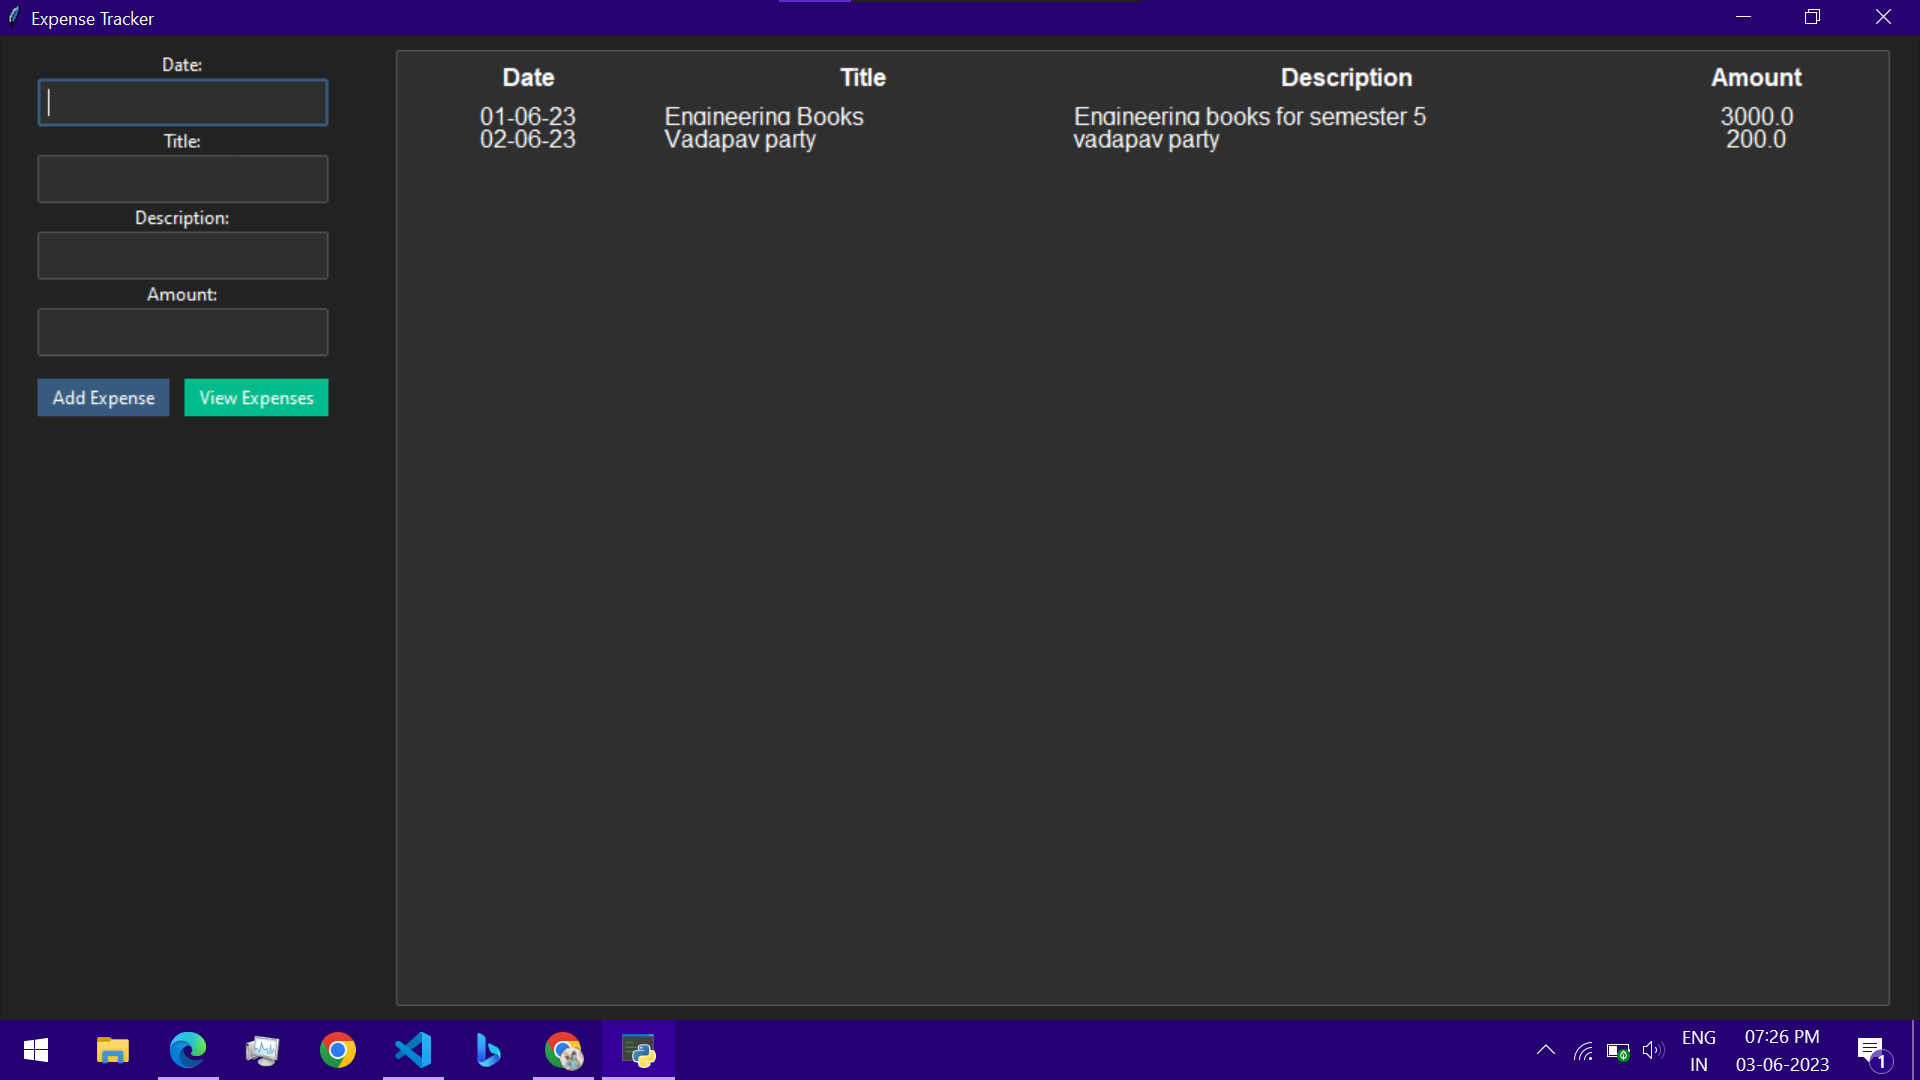 Expense Tracker
Date:
Title:
Description:
Amount:
Add Expense View Expenses
Date Title Description Amount
01-06-23 Engineering Books Engineering books for semester 5 3000.0
02-06-23 Vadapav party vadapav party 200.0
ENG 07:26 PM
IN 03-06-2023
1